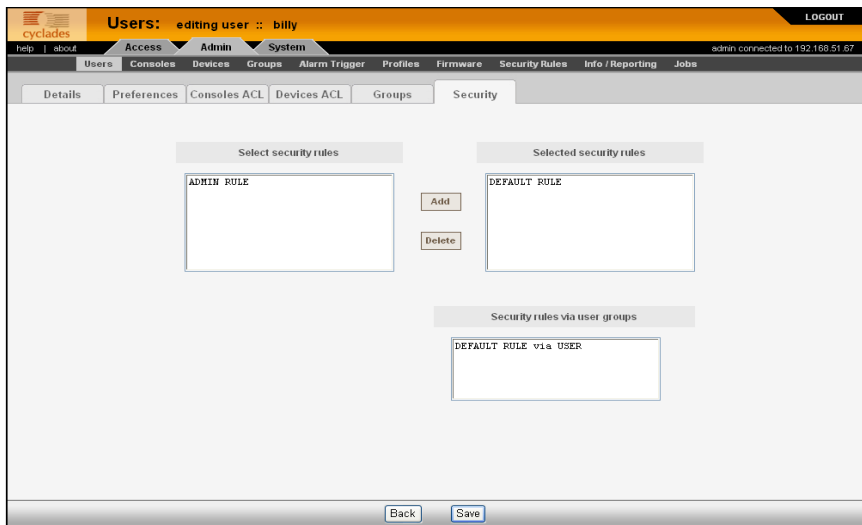 cyclades
Users: editing user :: billy
LOGOUT
help | about
Access Admin System
admin connected to 192.168.51.67
Users Consoles Devices Groups Alarm Trigger Profiles Firmware Security Rules Info / Reporting Jobs
Details Preferences Consoles ACL Devices ACL Groups Security
Select security rules
Selected security rules
ADMIN RULE
DEFAULT RULE
Add
Delete
Security rules via user groups
DEFAULT RULE via USER
Back Save